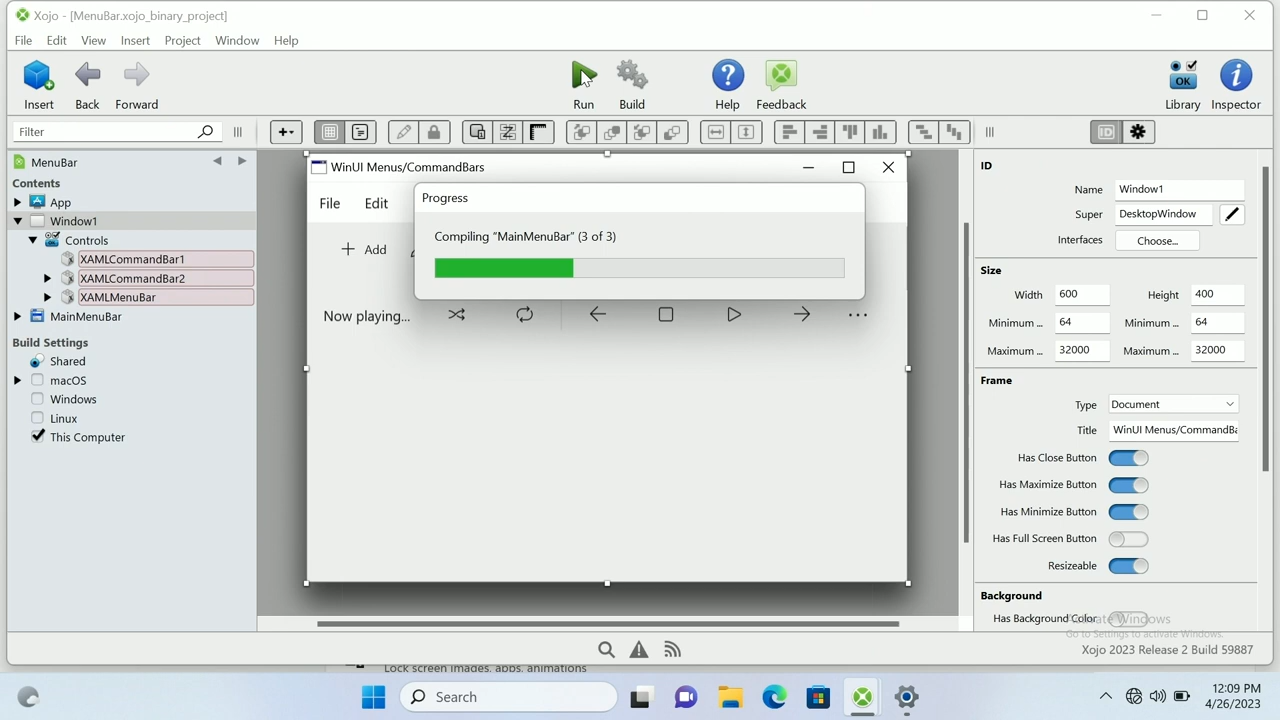 Xojo - [MenuBar.xojo_binary_project]
File Edit View Insert Project Window Help
Insert Back Forward Run Build Help Feedback Library Inspector
OK
Filter
ID
MenuBar
Contents
App
Window1
Controls
XAMLCommandBar1
XAMLCommandBar2
XAMLMenuBar
MainMenuBar
Build Settings
Shared
macOS
Windows
Linux
This Computer
WinUI Menus/CommandBars
File Edit
Add
Progress
Compiling "MainMenuBar" (3 of 3)
Now playing...
ID
Name Window1
Super DesktopWindow
Interfaces Choose...
Size
Width 600 Height 400
Minimum ... 64 Minimum ... 64
Maximum ... 32000 Maximum ... 32000
Frame
Type Document
Title WinUI Menus/CommandBa
Has Close Button
Has Maximize Button
Has Minimize Button
Has Full Screen Button
Resizeable
Background
Has Background Color
Activate Windows
Go to Settings to activate Windows.
Xojo 2023 Release 2 Build 59887
Lock screen images, apps, animations
Search
12:09 PM
4/26/2023